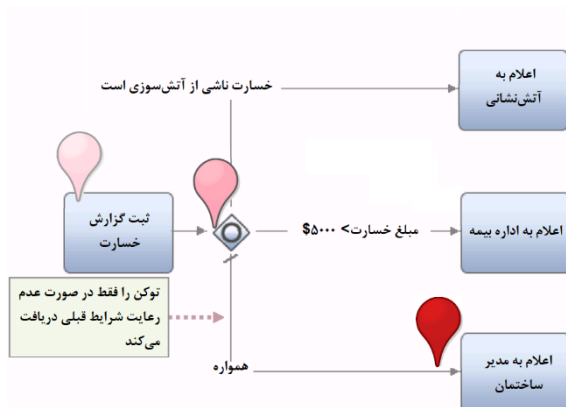 اعلام به
آتش‌نشانی
خسارت ناشی از آتش‌سوزی است
ثبت گزارش
خسارت
مبلغ خسارت> ۵۰۰۰$
اعلام به اداره بیمه
توکن را فقط در صورت عدم
رعایت شرایط قبلی دریافت
می‌کند
همواره
اعلام به مدیر
ساختمان